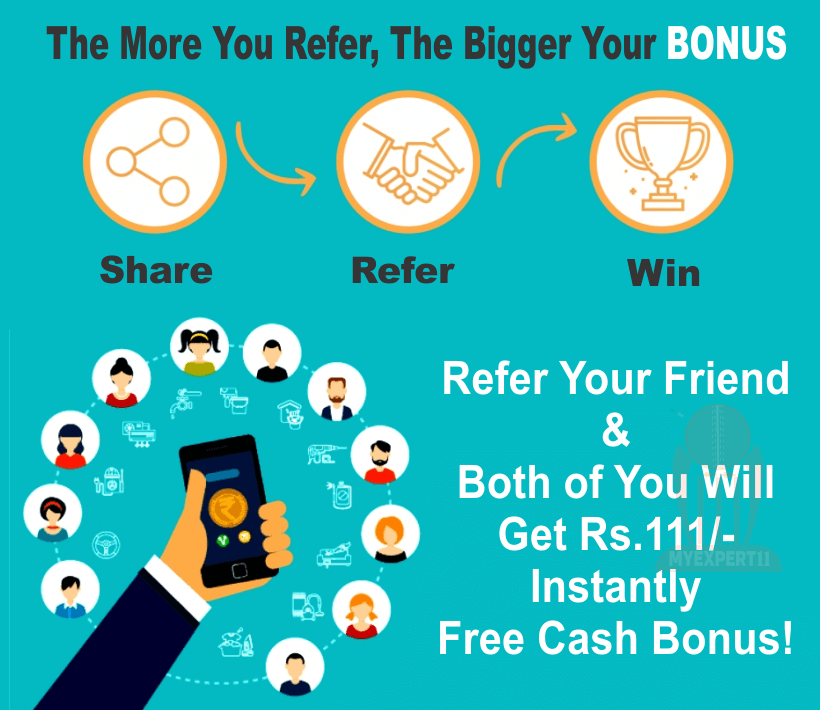 The More You Refer, The Bigger Your BONUS
Share
Refer
Win
Refer Your Friend
&
Both of You Will
Get Rs.111/-
MYEXPERT11
Instantly
Free Cash Bonus!